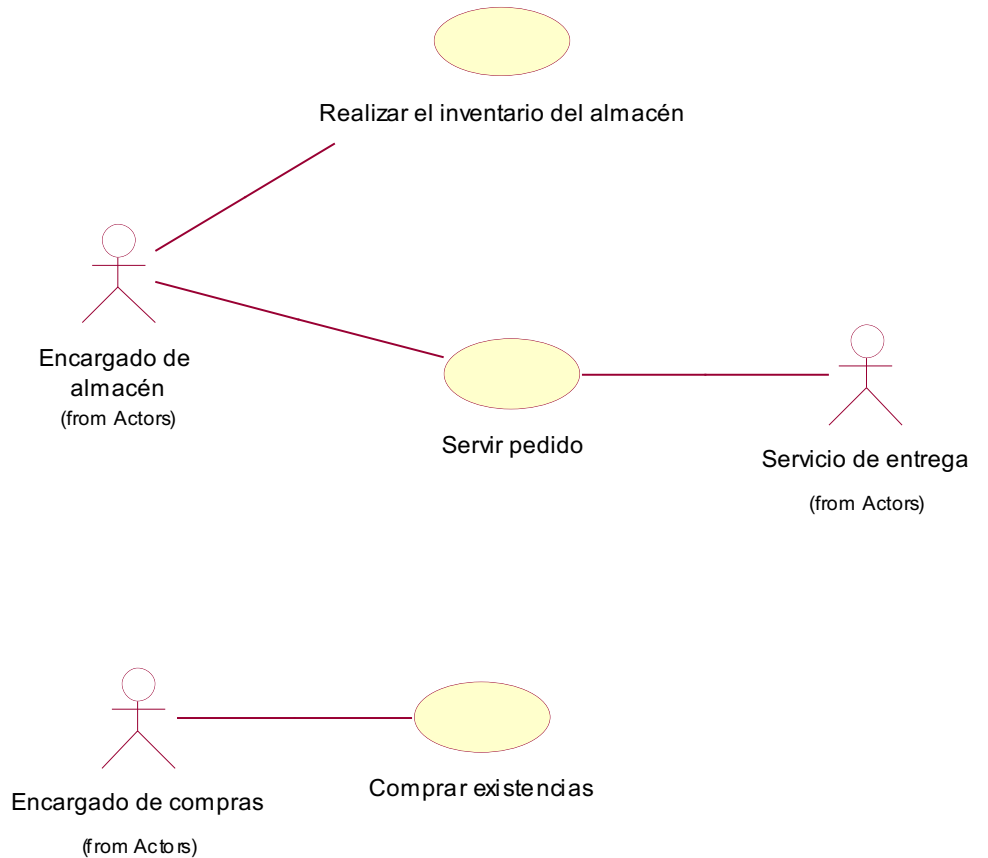 Realizar el inventario del almacén
Encargado de
almacén
(from Actors)
Servir pedido
Servicio de entrega
(from Actors)
Encargado de compras
(from Actors)
Comprar existencias